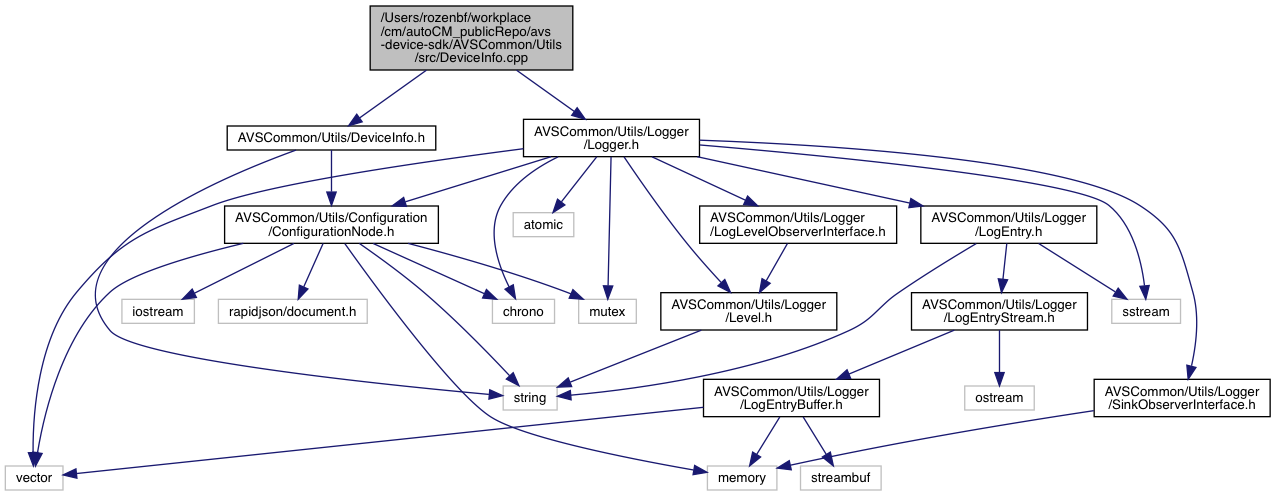 /Users/rozenbf/workplace
/cm/autoCM_publicRepo/avs
-device-sdk/AVSCommon/Utils
/src/DeviceInfo.cpp
AVSCommon/Utils/DeviceInfo.h
AVSCommon/Utils/Logger
/Logger.h
AVSCommon/Utils/Configuration
/ConfigurationNode.h
atomic
AVSCommon/Utils/Logger
/LogLevelObserverInterface.h
AVSCommon/Utils/Logger
/LogEntry.h
iostream
rapidjson/document.h
chrono
mutex
AVSCommon/Utils/Logger
/Level.h
AVSCommon/Utils/Logger
/LogEntryStream.h
sstream
string
AVSCommon/Utils/Logger
/LogEntryBuffer.h
ostream
AVSCommon/Utils/Logger
/SinkObserverInterface.h
vector
memory
streambuf